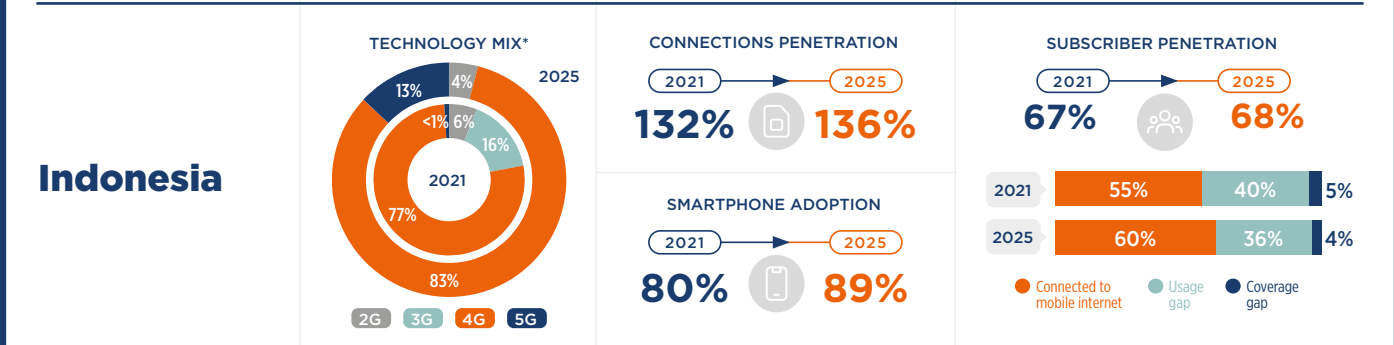 Indonesia
TECHNOLOGY MIX*
2025
13%
4%
<1%
6%
16%
2021
77%
83%
2G
3G
4G
5G
CONNECTIONS PENETRATION
2021
2025
132%
136%
SMARTPHONE ADOPTION
2021
2025
80%
89%
SUBSCRIBER PENETRATION
2021
2025
67%
68%
2021
55%
40%
5%
2025
60%
36%
4%
Connected to
mobile internet
Usage
gap
Coverage
gap